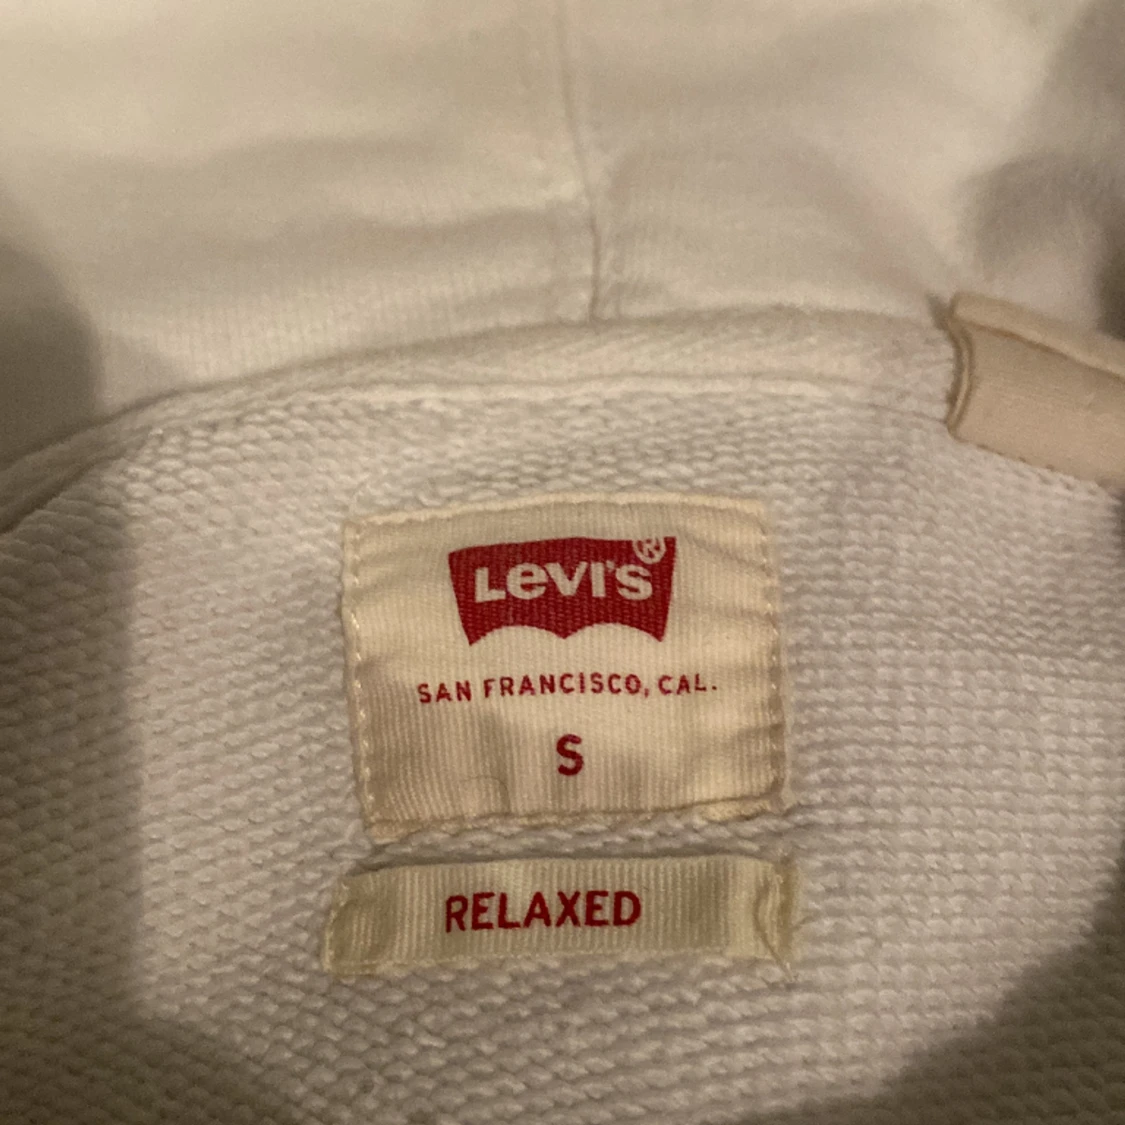 Levi's®
SAN FRANCISCO, CAL.
S
RELAXED